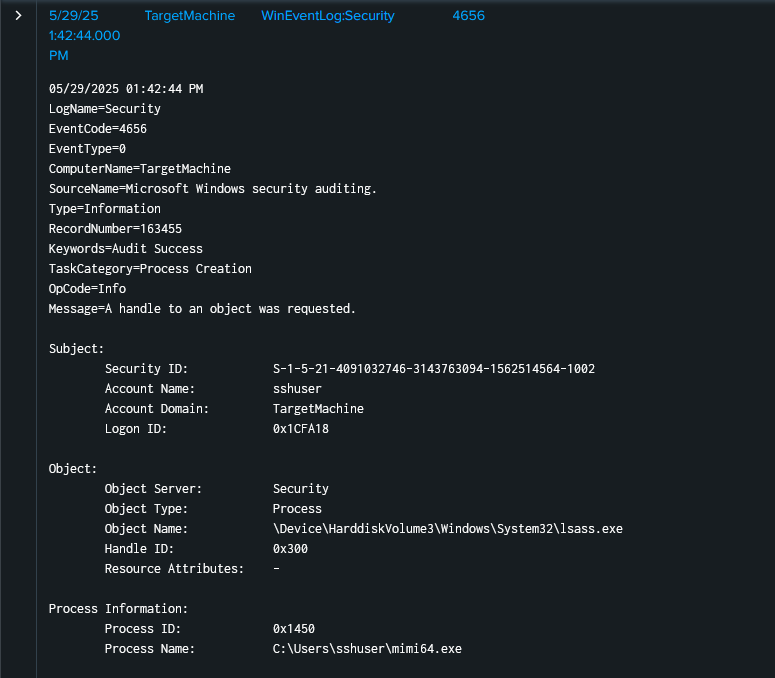 5/29/25 TargetMachine WinEventLog:Security 4656
1:42:44.000
PM
05/29/2025 01:42:44 PM
LogName=Security
EventCode=4656
EventType=0
ComputerName=TargetMachine
SourceName=Microsoft Windows security auditing.
Type=Information
RecordNumber=163455
Keywords=Audit Success
TaskCategory=Process Creation
OpCode=Info
Message=A handle to an object was requested.
Subject:
Security ID: S-1-5-21-4091032746-3143763094-1562514564-1002
Account Name: sshuser
Account Domain: TargetMachine
Logon ID: 0x1CFA18
Object:
Object Server: Security
Object Type: Process
Object Name: \Device\HarddiskVolume3\Windows\System32\lsass.exe
Handle ID: 0x300
Resource Attributes: -
Process Information:
Process ID: 0x1450
Process Name: C:\Users\sshuser\mimi64.exe